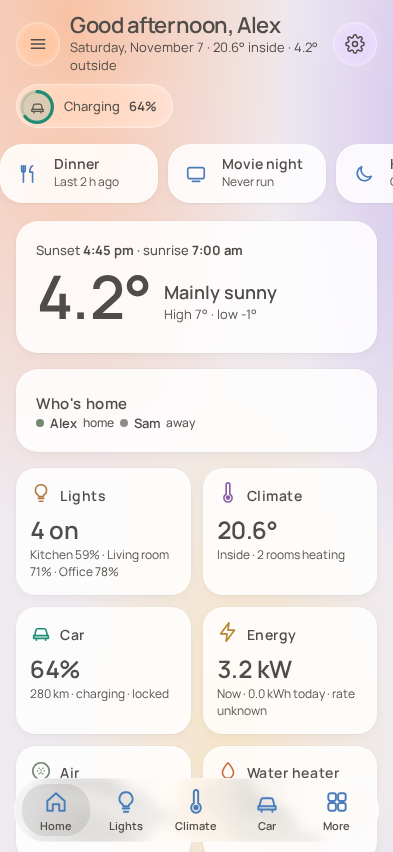 Good afternoon, Alex
Saturday, November 7 · 20.6° inside · 4.2°
outside
Charging 64%
Dinner
Last 2 h ago
Movie night
Never run
Sunset 4:45 pm · sunrise 7:00 am
4.2°
Mainly sunny
High 7° · low -1°
Who's home
Alex home Sam away
Lights
4 on
Kitchen 59% · Living room
71% · Office 78%
Climate
20.6°
Inside · 2 rooms heating
Car
64%
280 km · charging · locked
Energy
3.2 kW
Now · 0.0 kWh today · rate
unknown
Air
Water heater
Home
Lights
Climate
Car
More